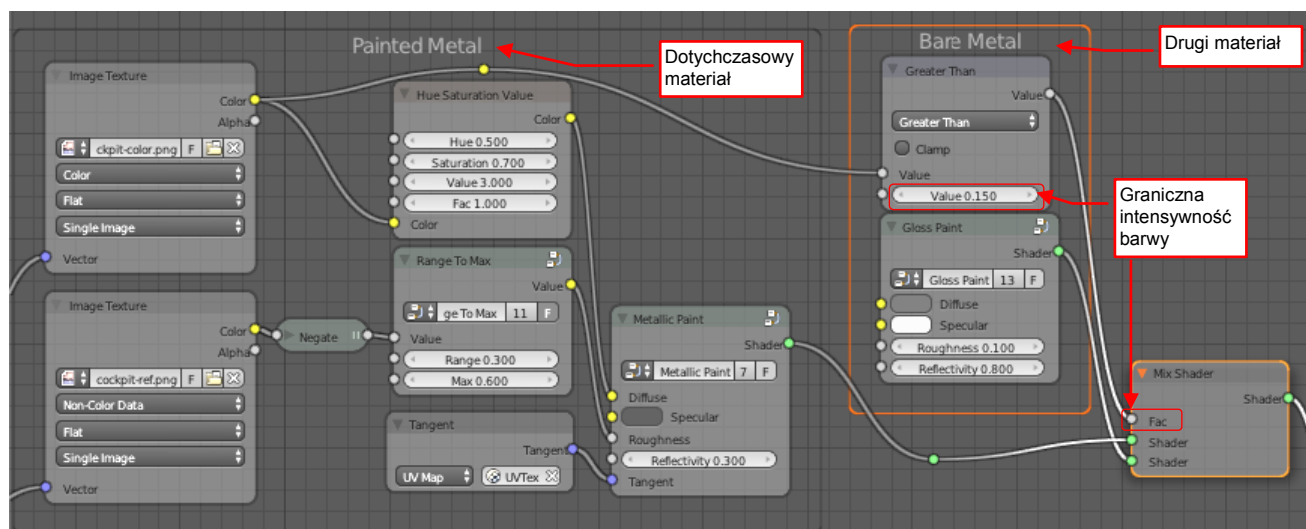 Painted Metal
Dotychczasowy
materiał
Bare Metal
Drugi materiał
Image Texture
Color
Alpha
ckpit-color.png F
Color
Flat
Single Image
Vector
Hue Saturation Value
Color
Hue 0.500
Saturation 0.700
Value 3.000
Fac 1.000
Color
Greater Than
Value
Greater Than
Clamp
Value
Value 0.150
Graniczna
intensywność
barwy
Gloss Paint
Shader
Gloss Paint 13 F
Diffuse
Specular
Roughness 0.100
Reflectivity 0.800
Image Texture
Color
Alpha
cockpit-ref.png F
Non-Color Data
Flat
Single Image
Vector
Negate
Range To Max
Value
ge To Max 11 F
Value
Range 0.300
Max 0.600
Tangent
Tangent
UV Map UVTex
Metallic Paint
Shader
Metallic Paint 7 F
Diffuse
Specular
Roughness
Reflectivity 0.300
Tangent
Mix Shader
Shader
Fac
Shader
Shader